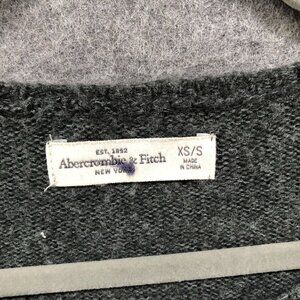 EST. 1892
Abercrombie & Fitch
NEW YORK
XS/S
MADE
IN CHINA